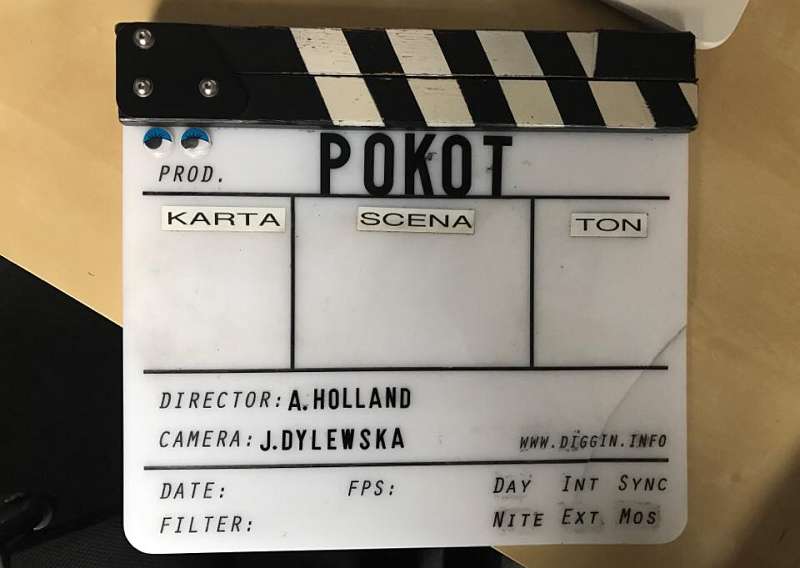 PROD. POKOT
KARTA SCENA TON
DIRECTOR: A. HOLLAND
CAMERA: J. DYLEWSKA WWW.DIGGIN.INFO
DATE: FPS: DAY INT SYNC
FILTER: NITE EXT. MOS